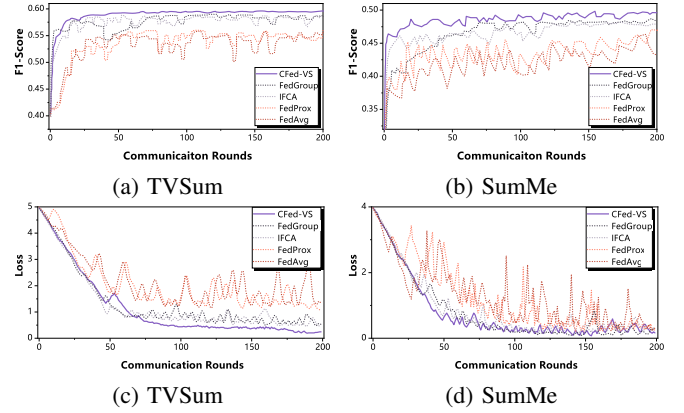 F1-Score
0.60
0.55
0.50
0.45
0.40
CFed-VS
FedGroup
IFCA
FedProx
FedAvg
0 50 100 150 200
Communicaiton Rounds
(a) TVSum
F1-Score
0.50
0.45
0.40
0.35
CFed-VS
FedGroup
IFCA
FedProx
FedAvg
0 50 100 150 200
Communicaiton Rounds
(b) SumMe
Loss
5
4
3
2
1
0
CFed-VS
FedGroup
IFCA
FedProx
FedAvg
0 50 100 150 200
Communication Rounds
(c) TVSum
Loss
4
2
0
CFed-VS
FedGroup
IFCA
FedProx
FedAvg
0 50 100 150 200
Communication Rounds
(d) SumMe